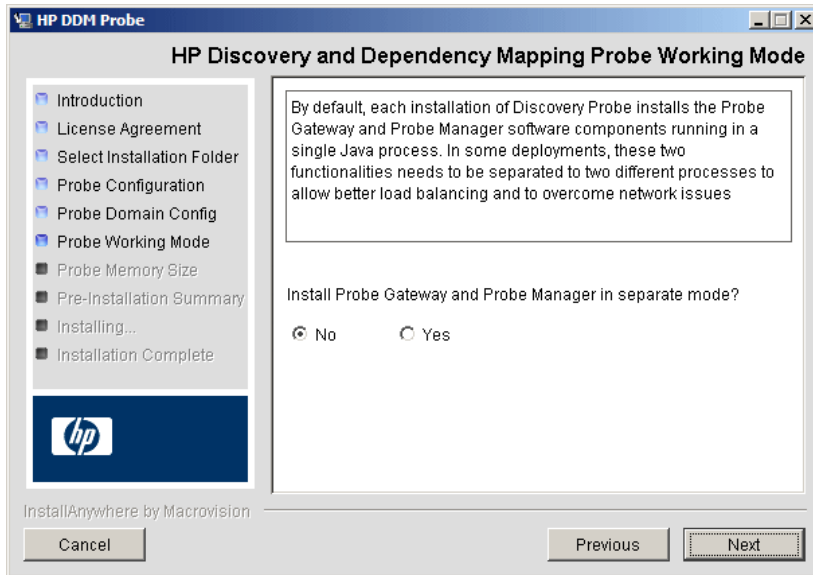 HP DDM Probe
HP Discovery and Dependency Mapping Probe Working Mode
Introduction
License Agreement
Select Installation Folder
Probe Configuration
Probe Domain Config
Probe Working Mode
Probe Memory Size
Pre-Installation Summary
Installing...
Installation Complete
hp
By default, each installation of Discovery Probe installs the Probe
Gateway and Probe Manager software components running in a
single Java process. In some deployments, these two
functionalities needs to be separated to two different processes to
allow better load balancing and to overcome network issues
Install Probe Gateway and Probe Manager in separate mode?
No Yes
InstallAnywhere by Macrovision
Cancel Previous Next